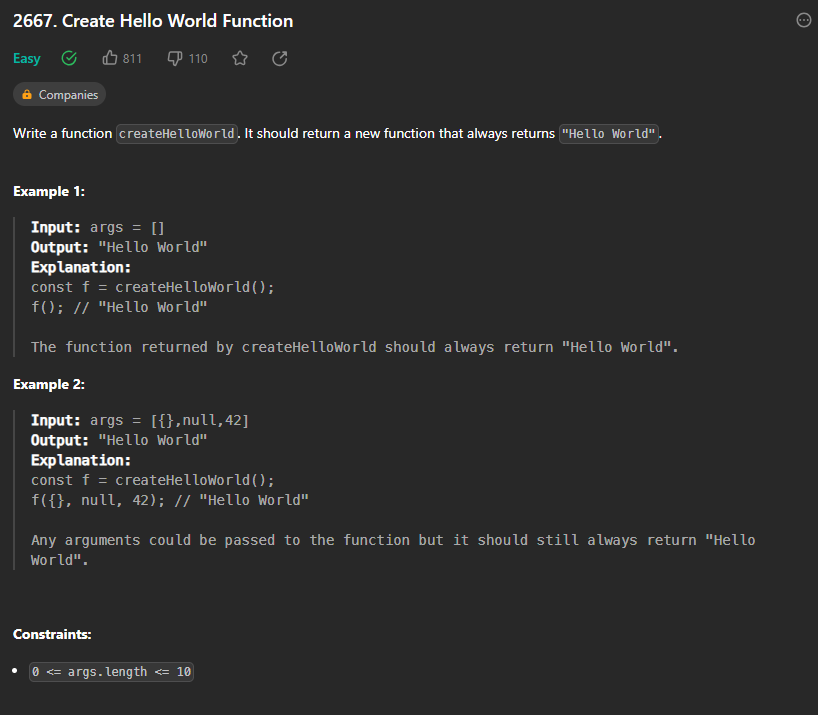 2667. Create Hello World Function
Easy 811 110
Companies
Write a function createHelloWorld. It should return a new function that always returns "Hello World".
Example 1:
Input: args = []
Output: "Hello World"
Explanation:
const f = createHelloWorld();
f(); // "Hello World"
The function returned by createHelloWorld should always return "Hello World".
Example 2:
Input: args = [{},null,42]
Output: "Hello World"
Explanation:
const f = createHelloWorld();
f({}, null, 42); // "Hello World"
Any arguments could be passed to the function but it should still always return "Hello
World".
Constraints:
• 0 <= args.length <= 10